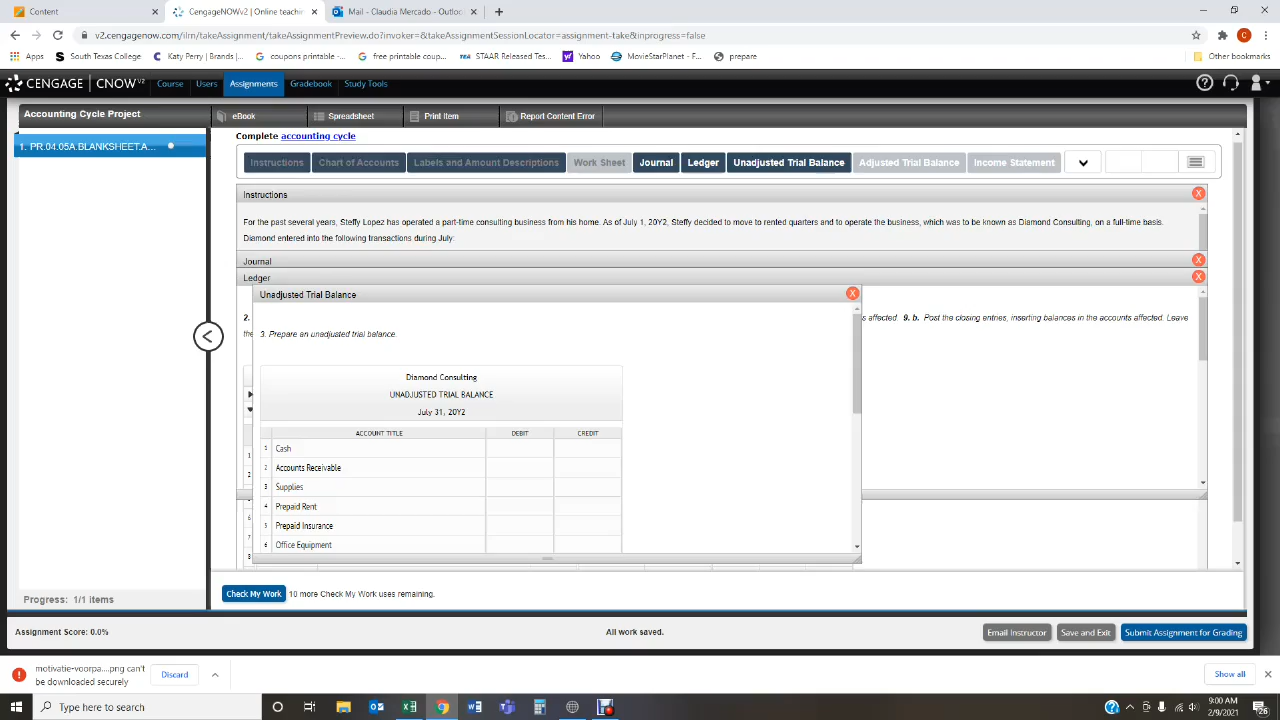 Content
CengageNOWv2 | Online teachin
Mail - Claudia Mercado - Outloo
v2.cengagenow.com/ilrn/takeAssignment/takeAssignmentPreview.do?invoker=&takeAssignmentSessionLocator=assignment-take&inprogress=false
Apps
South Texas College
Katy Perry | Brands |...
coupons printable -...
free printable coup...
STAAR Released Tes...
Yahoo
MovieStarPlanet - F...
prepare
Other bookmarks
CENGAGE | CNOWv2
Course
Users
Assignments
Gradebook
Study Tools
Accounting Cycle Project
eBook
Spreadsheet
Print Item
Report Content Error
1. PR.04.05A.BLANKSHEET.A...
Complete accounting cycle
Instructions
Chart of Accounts
Labels and Amount Descriptions
Work Sheet
Journal
Ledger
Unadjusted Trial Balance
Adjusted Trial Balance
Income Statement
Instructions
X
For the past several years, Steffy Lopez has operated a part-time consulting business from his home. As of July 1, 20Y2, Steffy decided to move to rented quarters and to operate the business, which was to be known as Diamond Consulting, on a full-time basis.
Diamond entered into the following transactions during July:
Journal
X
Ledger
X
Unadjusted Trial Balance
X
2.
s affected 9. b. Post the closing entries, inserting balances in the accounts affected. Leave
the
3. Prepare an unadjusted trial balance.
Diamond Consulting
UNADJUSTED TRIAL BALANCE
July 31, 20Y2
ACCOUNT TITLE DEBIT CREDIT
1 Cash
2 Accounts Receivable
3 Supplies
4 Prepaid Rent
5 Prepaid Insurance
6 Office Equipment
1
2
6
7
8
Check My Work
10 more Check My Work uses remaining.
Progress: 1/1 items
Assignment Score: 0.0%
All work saved.
Email Instructor
Save and Exit
Submit Assignment for Grading
motivatie-voorpa....png can't
be downloaded securely
Discard
Show all
Type here to search
9:00 AM
2/9/2021
26